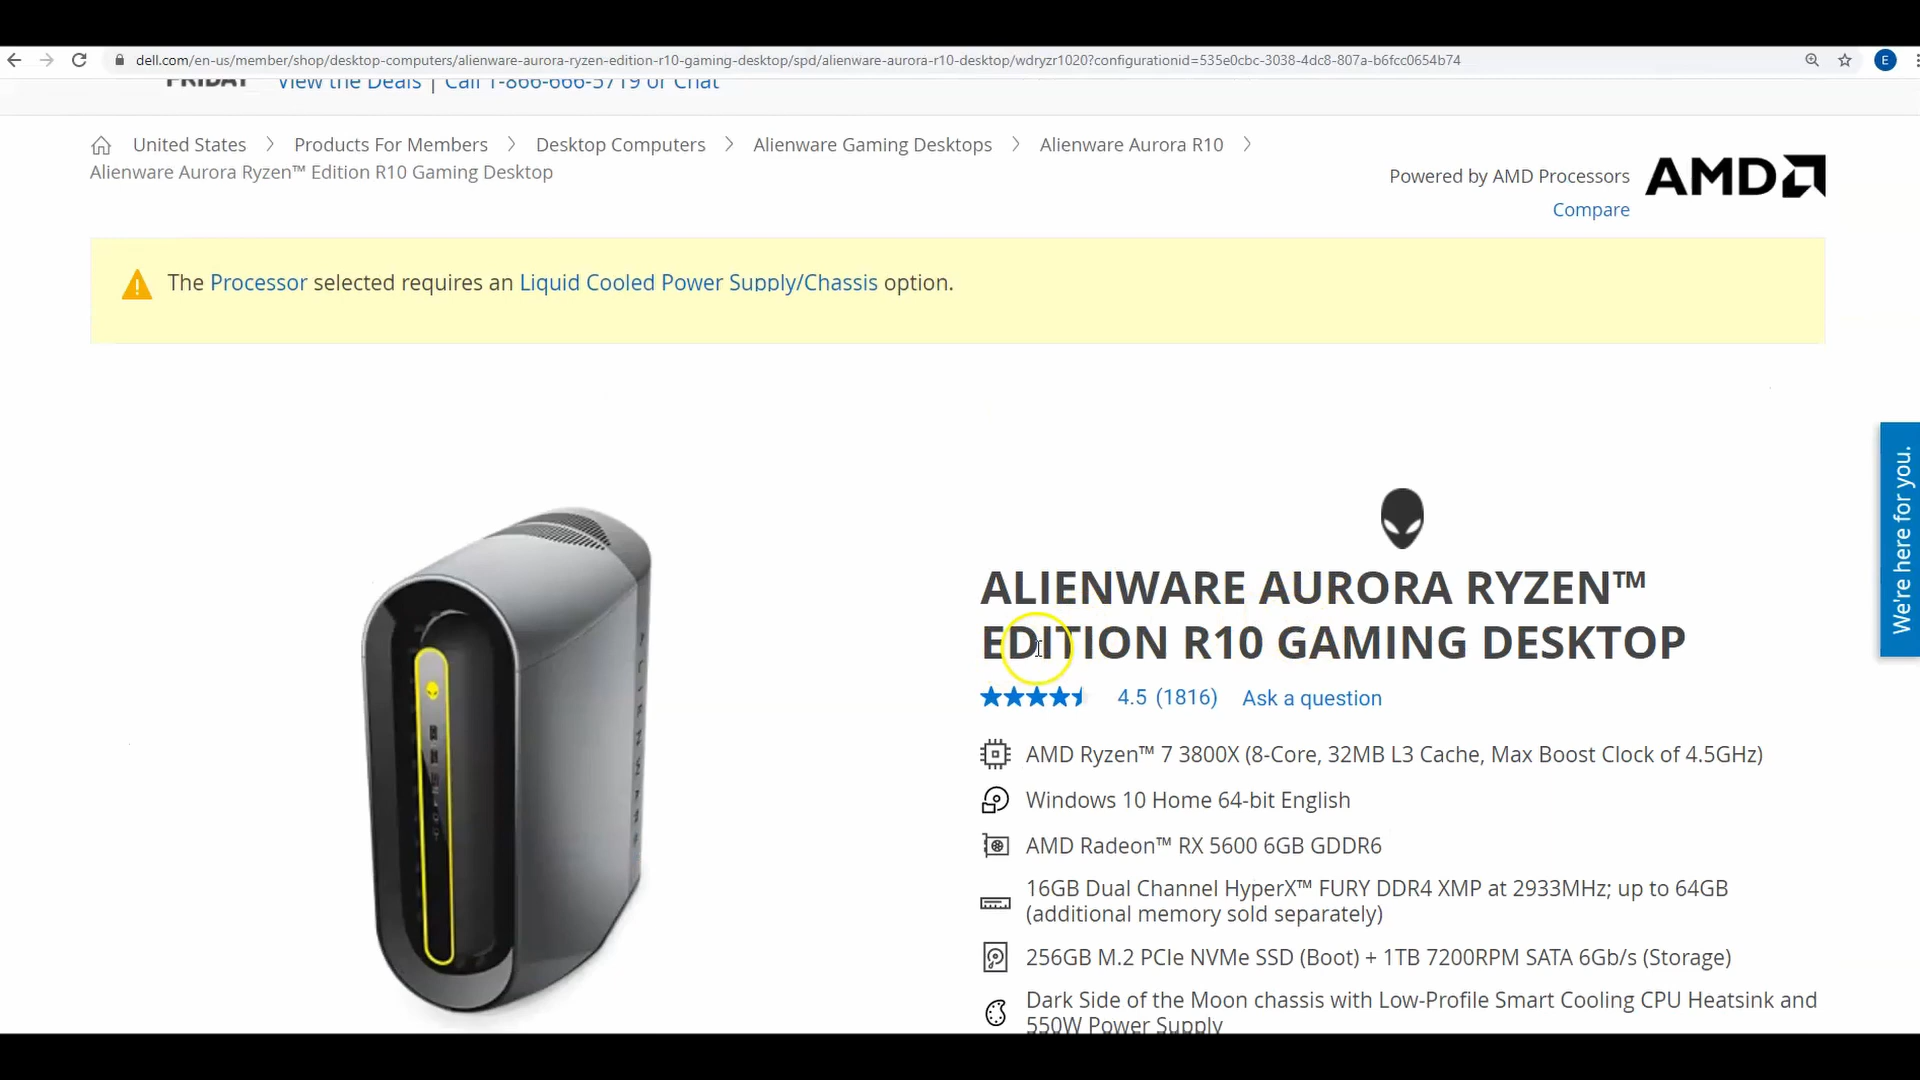 dell.com/en-us/member/shop/desktop-computers/alienware-aurora-ryzen-edition-r10-gaming-desktop/spd/alienware-aurora-r10-desktop/wdryzr1020?configurationid=535e0cbc-3038-4dc8-807a-b6fcc0654b74
E
FRIDAY View the Deals | Call 1-866-666-5719 or Chat
United States > Products For Members > Desktop Computers > Alienware Gaming Desktops > Alienware Aurora R10 >
Alienware Aurora Ryzen™ Edition R10 Gaming Desktop
Powered by AMD Processors
AMD
Compare
The Processor selected requires an Liquid Cooled Power Supply/Chassis option.
We're here for you.
ALIENWARE
ALIENWARE AURORA RYZEN™
EDITION R10 GAMING DESKTOP
4.5 (1816) Ask a question
AMD Ryzen™ 7 3800X (8-Core, 32MB L3 Cache, Max Boost Clock of 4.5GHz)
Windows 10 Home 64-bit English
AMD Radeon™ RX 5600 6GB GDDR6
16GB Dual Channel HyperX™ FURY DDR4 XMP at 2933MHz; up to 64GB
(additional memory sold separately)
256GB M.2 PCIe NVMe SSD (Boot) + 1TB 7200RPM SATA 6Gb/s (Storage)
Dark Side of the Moon chassis with Low-Profile Smart Cooling CPU Heatsink and
550W Power Supply